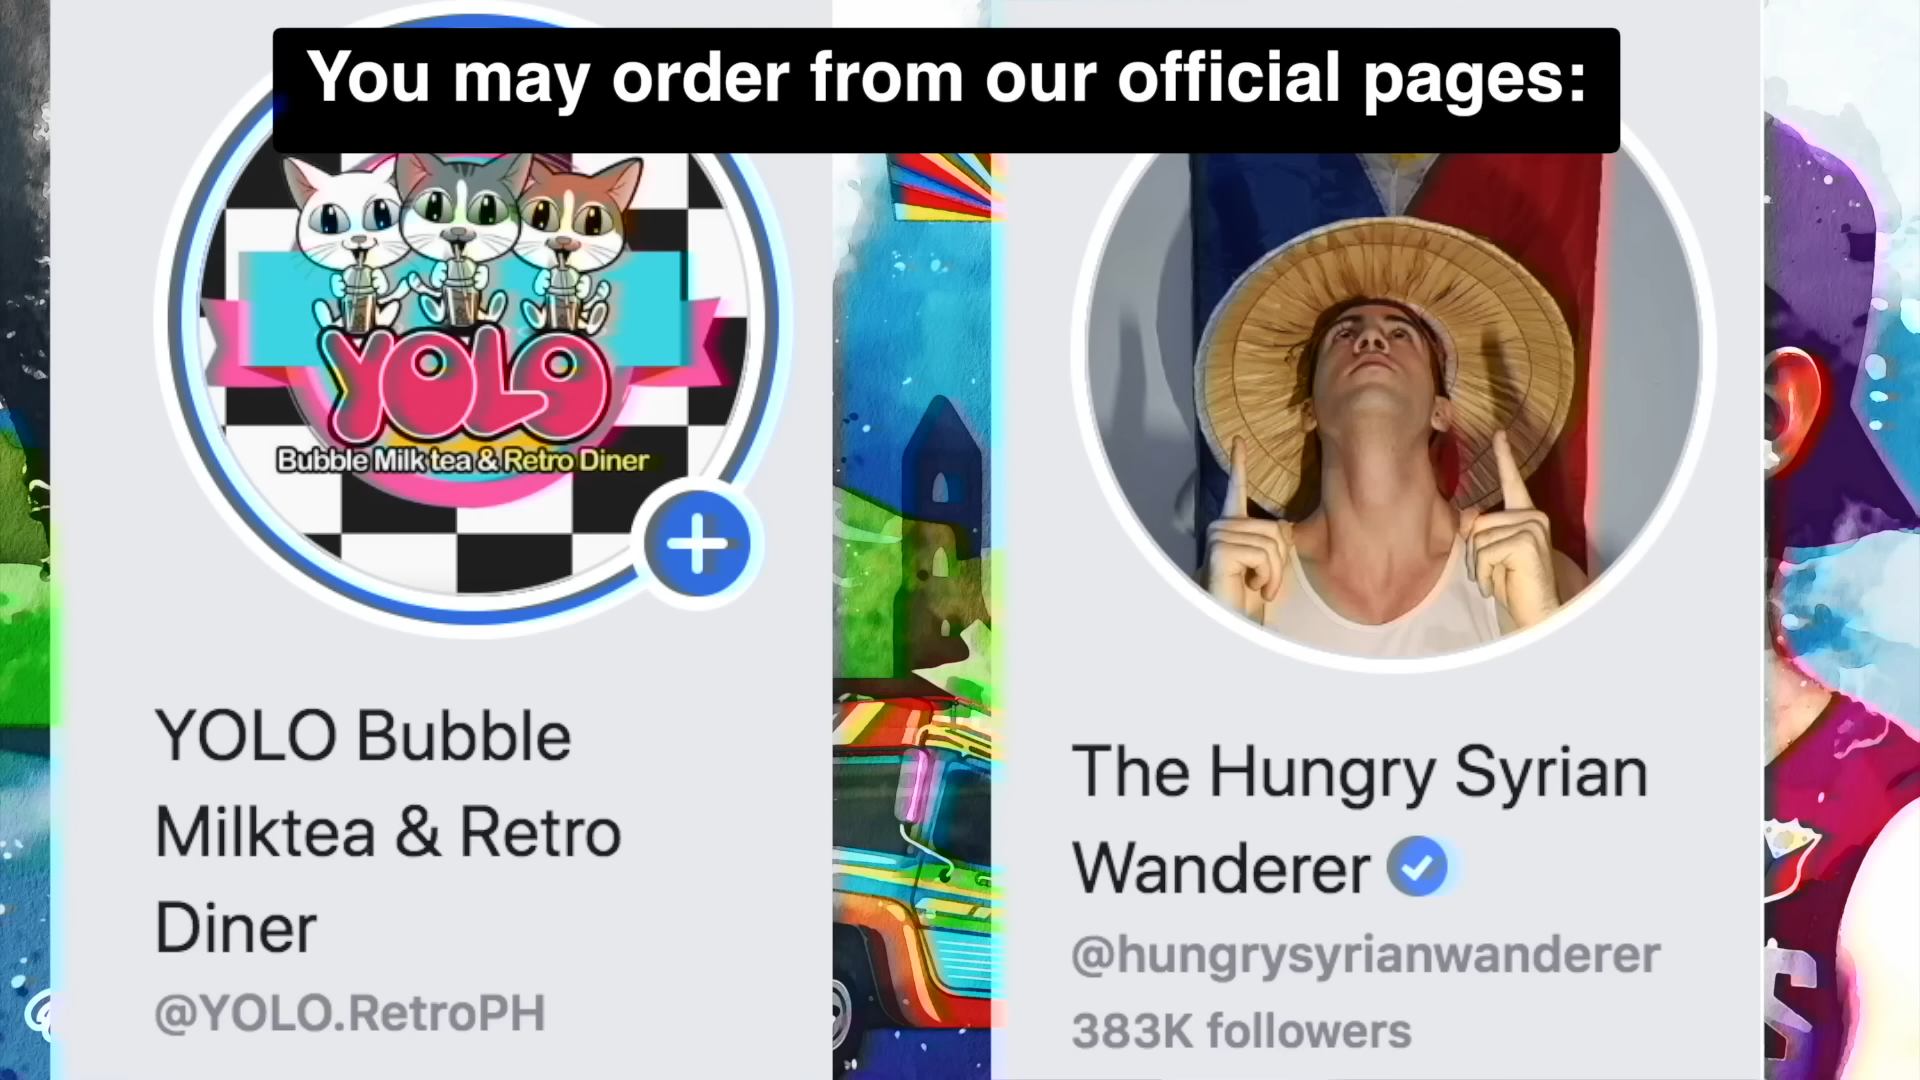 You may order from our official pages:
YOLO
Bubble Milk tea & Retro Diner
YOLO Bubble
Milktea & Retro
Diner
@YOLO.RetroPH
The Hungry Syrian
Wanderer
@hungrysyrianwanderer
383K followers